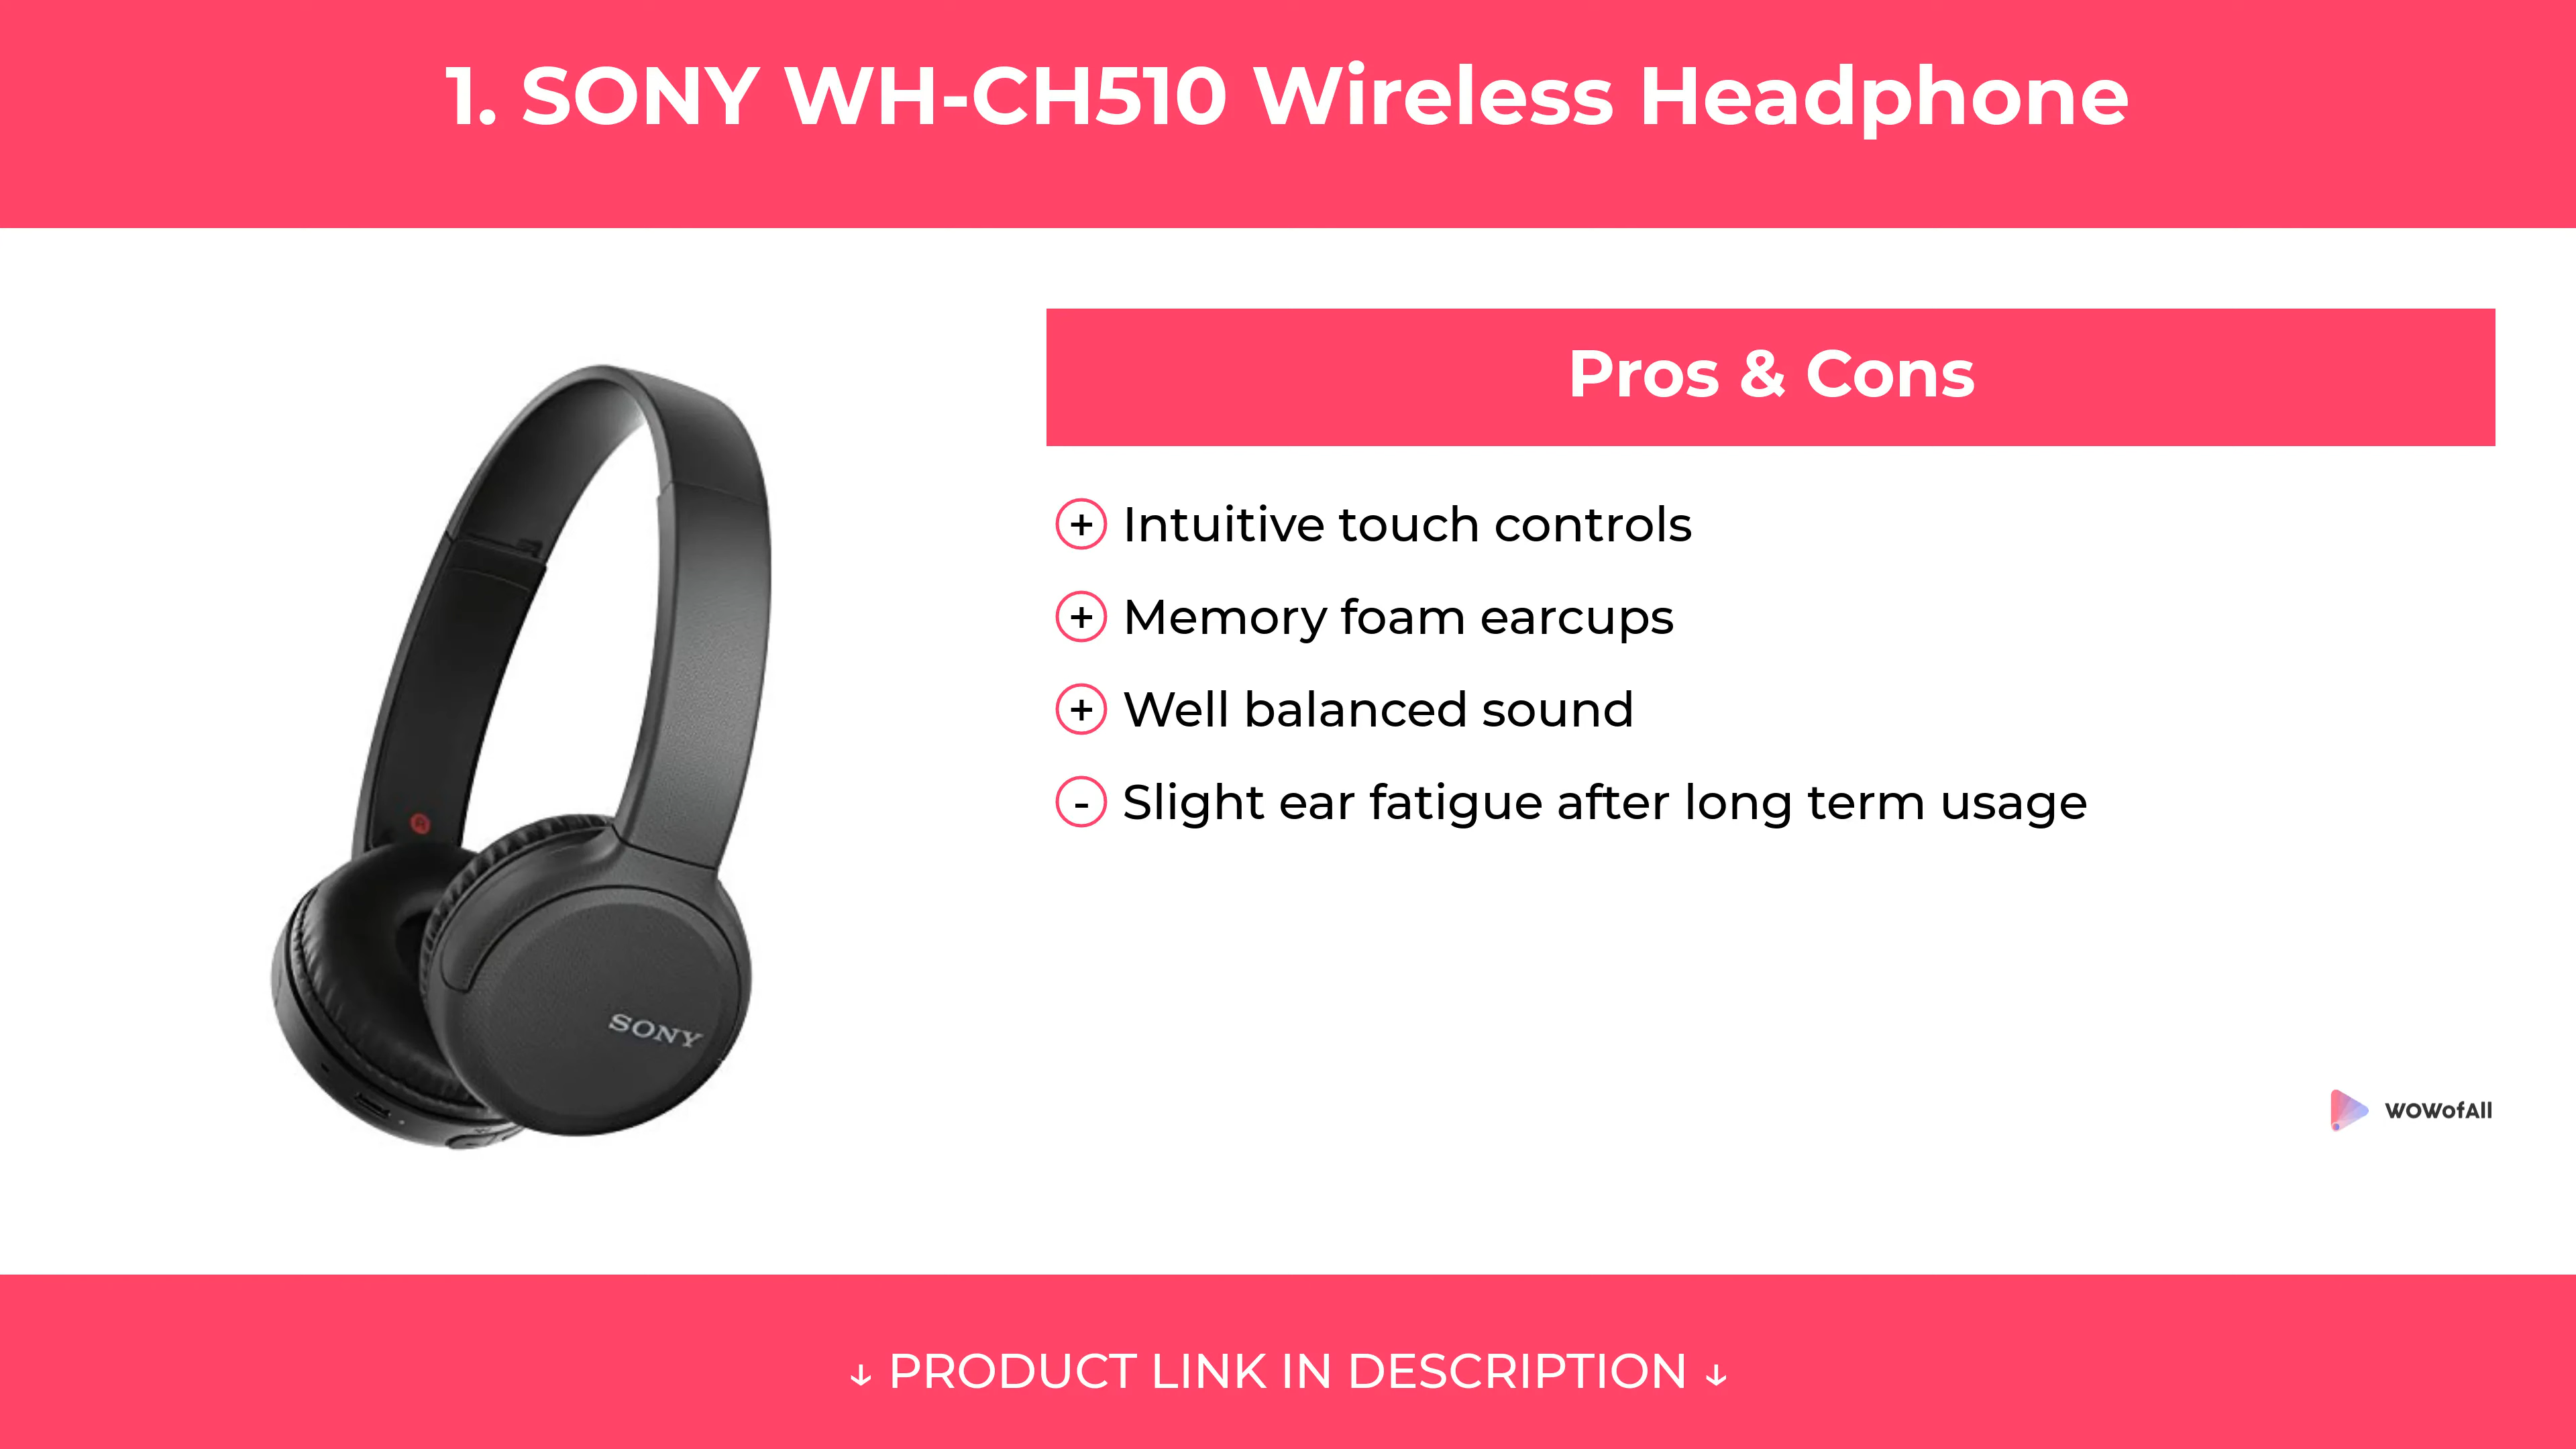 1. SONY WH-CH510 Wireless Headphone
Pros & Cons
+ Intuitive touch controls
+ Memory foam earcups
+ Well balanced sound
- Slight ear fatigue after long term usage
SONY
WOWofAll
↓ PRODUCT LINK IN DESCRIPTION ↓